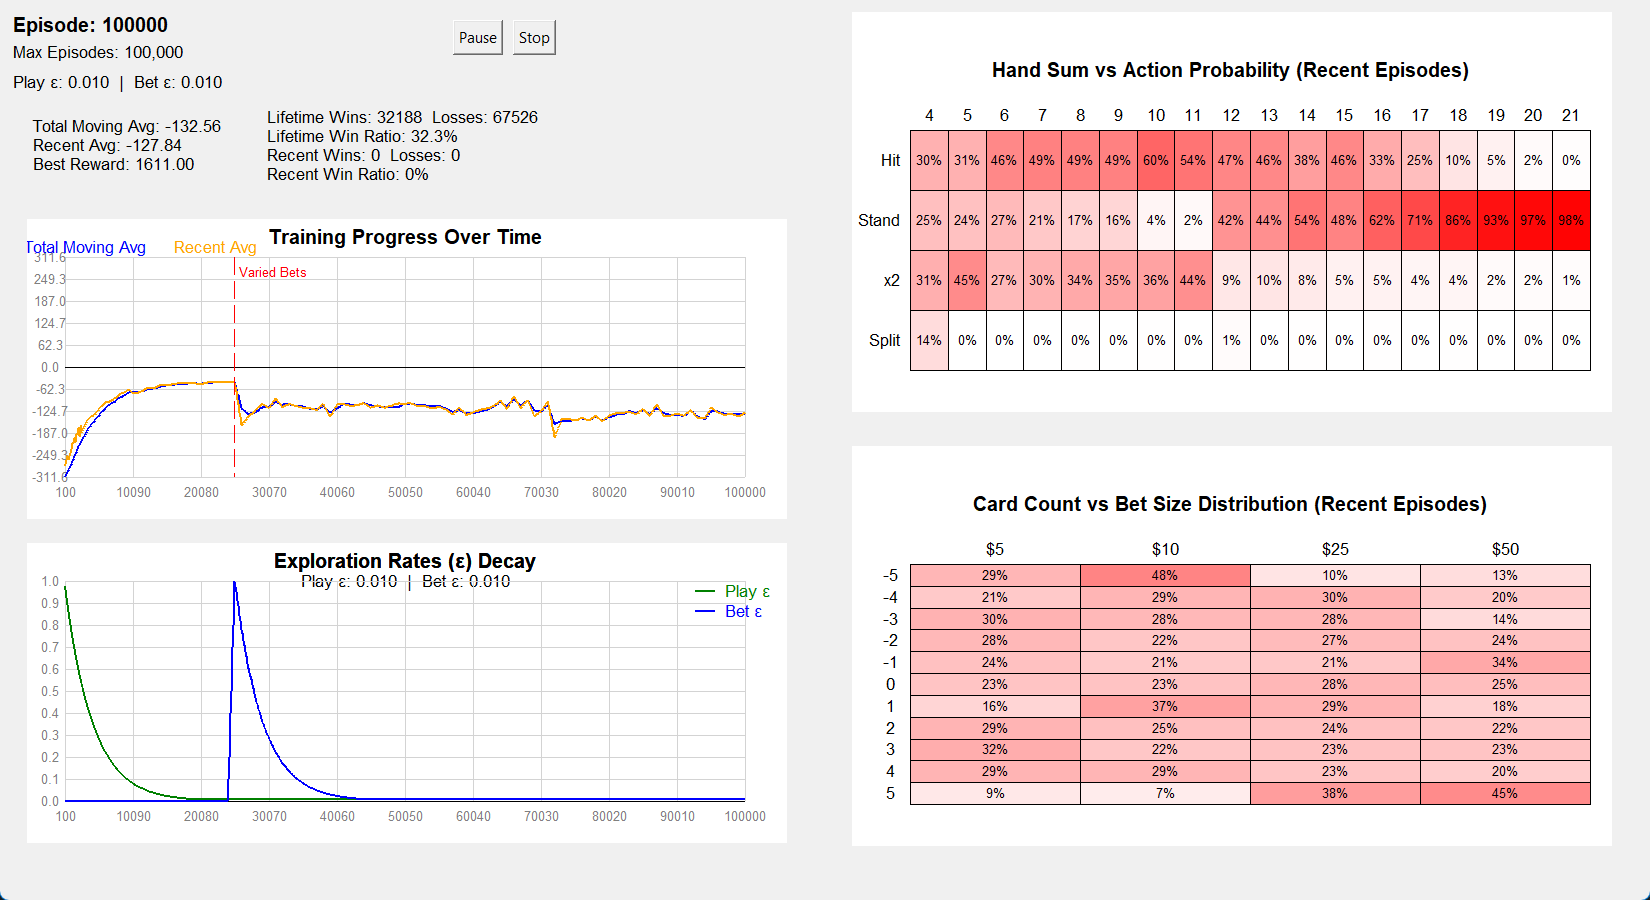 Episode: 100000
Max Episodes: 100,000
Play ε: 0.010 | Bet ε: 0.010
Pause
Stop
Total Moving Avg: -132.56
Recent Avg: -127.84
Best Reward: 1611.00
Lifetime Wins: 32188 Losses: 67526
Lifetime Win Ratio: 32.3%
Recent Wins: 0 Losses: 0
Recent Win Ratio: 0%
Training Progress Over Time
Total Moving Avg
Recent Avg
Varied Bets
311.6
249.3
187.0
124.7
62.3
0.0
-62.3
-124.7
-187.0
-249.3
-311.6
100 10090 20080 30070 40060 50050 60040 70030 80020 90010 100000
Exploration Rates (ε) Decay
Play ε: 0.010 | Bet ε: 0.010
Play ε
Bet ε
1.0
0.9
0.8
0.7
0.6
0.5
0.4
0.3
0.2
0.1
0.0
100 10090 20080 30070 40060 50050 60040 70030 80020 90010 100000
Hand Sum vs Action Probability (Recent Episodes)
4 5 6 7 8 9 10 11 12 13 14 15 16 17 18 19 20 21
Hit 30% 31% 46% 49% 49% 49% 60% 54% 47% 46% 38% 46% 33% 25% 10% 5% 2% 0%
Stand 25% 24% 27% 21% 17% 16% 4% 2% 42% 44% 54% 48% 62% 71% 86% 93% 97% 98%
x2 31% 45% 27% 30% 34% 35% 36% 44% 9% 10% 8% 5% 5% 4% 4% 2% 2% 1%
Split 14% 0% 0% 0% 0% 0% 0% 0% 1% 0% 0% 0% 0% 0% 0% 0% 0% 0%
Card Count vs Bet Size Distribution (Recent Episodes)
$5 $10 $25 $50
-5 29% 48% 10% 13%
-4 21% 29% 30% 20%
-3 30% 28% 28% 14%
-2 28% 22% 27% 24%
-1 24% 21% 21% 34%
0 23% 23% 28% 25%
1 16% 37% 29% 18%
2 29% 25% 24% 22%
3 32% 22% 23% 23%
4 29% 29% 23% 20%
5 9% 7% 38% 45%